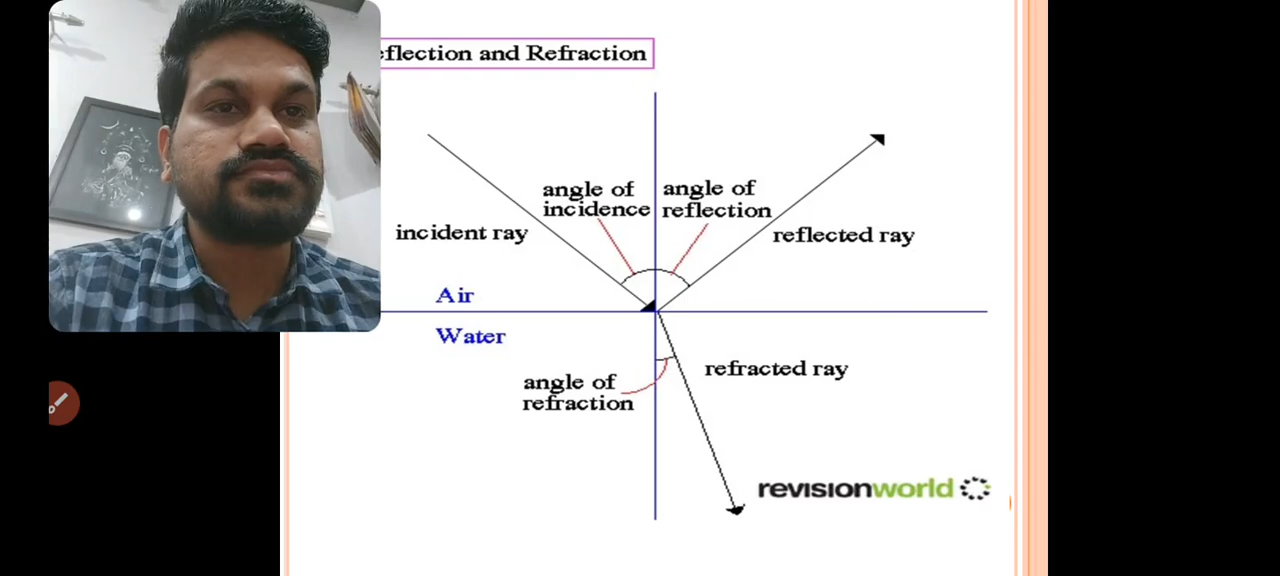 eflection and Refraction
angle of
incidence
angle of
reflection
incident ray
reflected ray
Air
Water
refracted ray
angle of
refraction
revisionworld